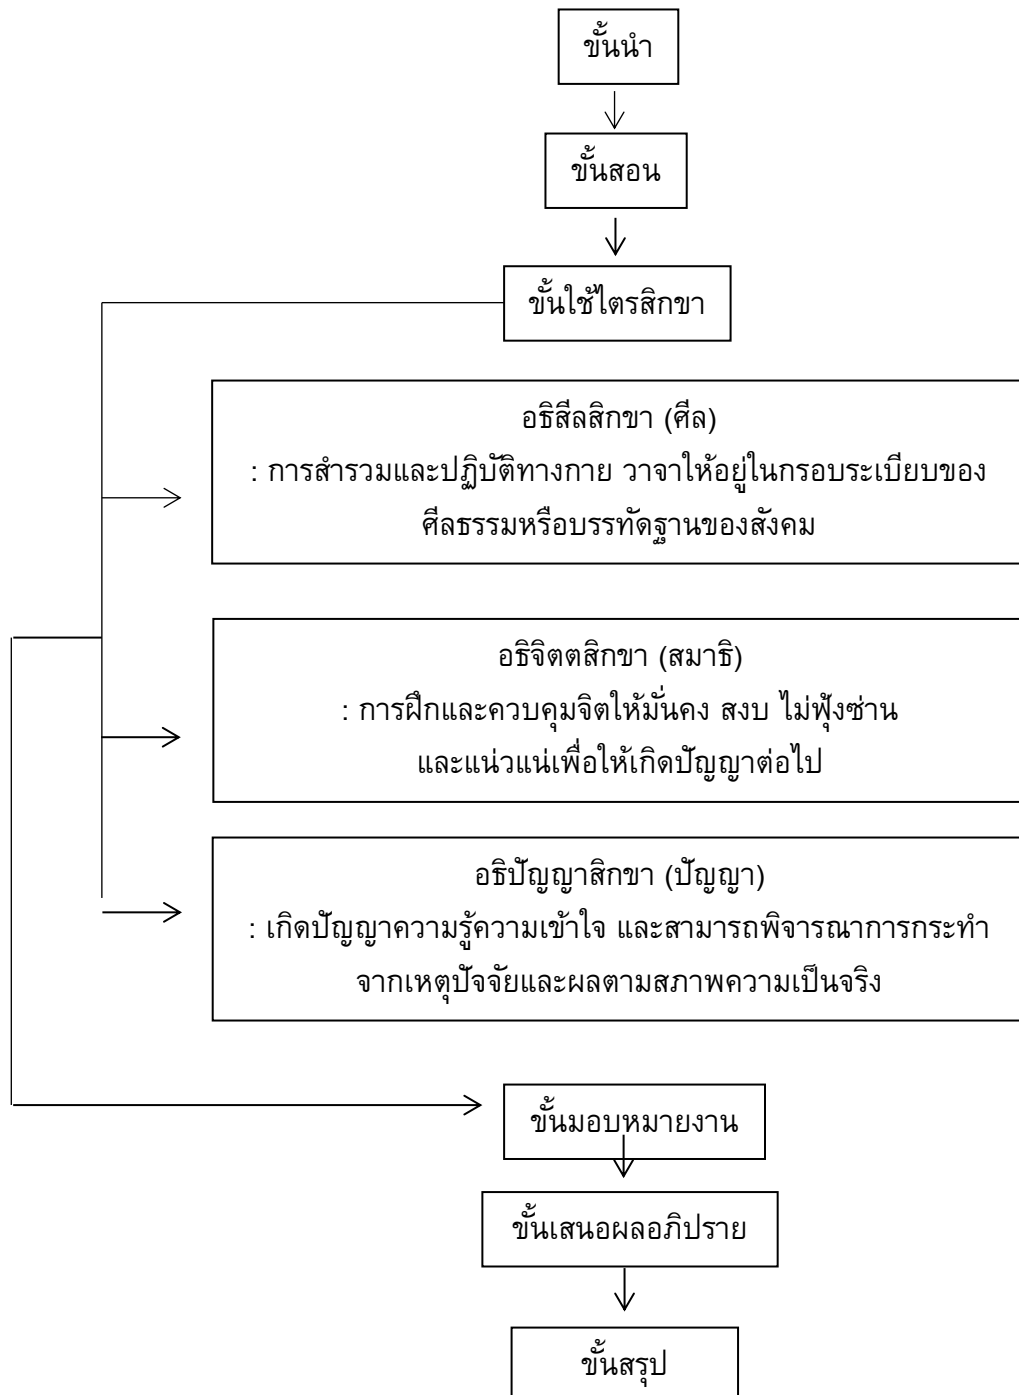 ขั้นนำ
ขั้นสอน
ขั้นใช้ไตรสิกขา
อธิสีลสิกขา (ศีล)
: การสำรวมและปฏิบัติทางกาย วาจาให้อยู่ในกรอบระเบียบของ
ศีลธรรมหรือบรรทัดฐานของสังคม
อธิจิตตสิกขา (สมาธิ)
: การฝึกและควบคุมจิตให้มั่นคง สงบ ไม่ฟุ้งซ่าน
และแน่วแน่เพื่อให้เกิดปัญญาต่อไป
อธิปัญญาสิกขา (ปัญญา)
: เกิดปัญญาความรู้ความเข้าใจ และสามารถพิจารณาการกระทำ
จากเหตุปัจจัยและผลตามสภาพความเป็นจริง
ขั้นมอบหมายงาน
ขั้นเสนอผลอภิปราย
ขั้นสรุป